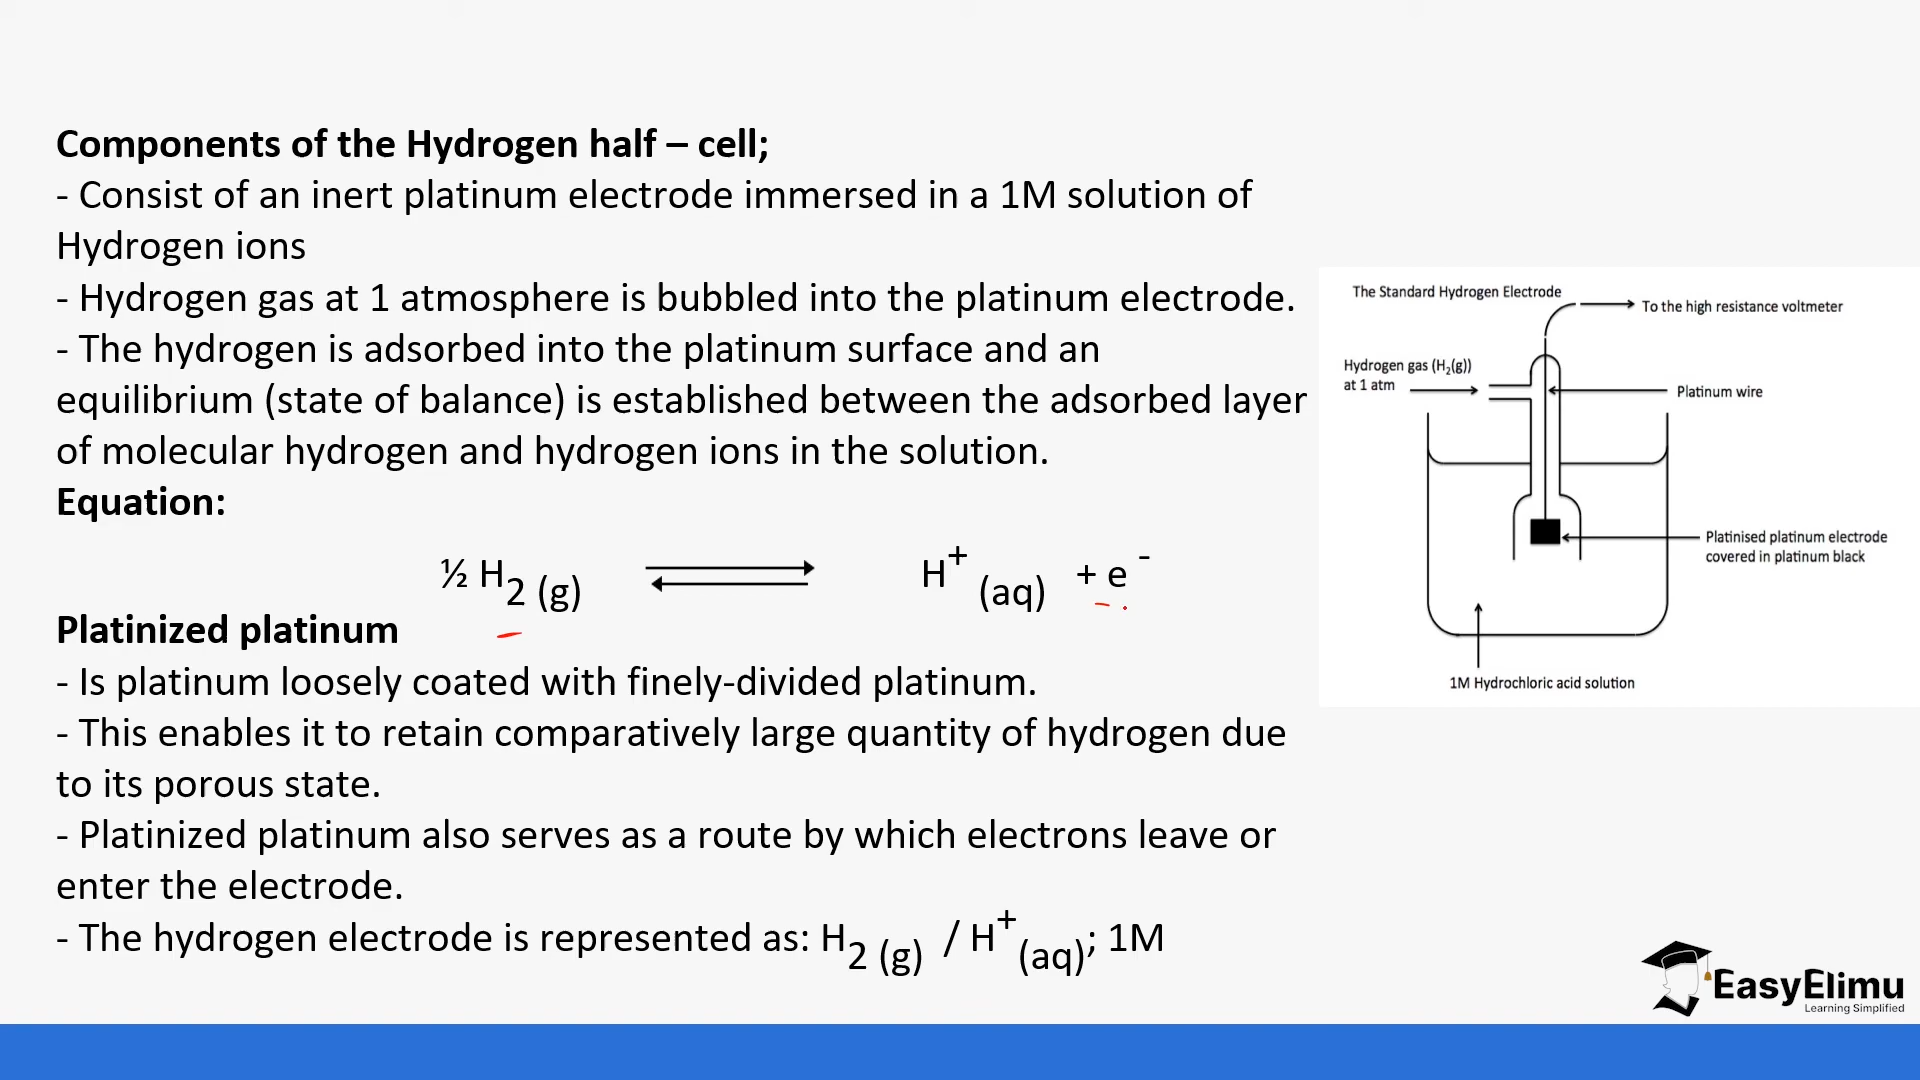 Components of the Hydrogen half – cell;
- Consist of an inert platinum electrode immersed in a 1M solution of
Hydrogen ions
- Hydrogen gas at 1 atmosphere is bubbled into the platinum electrode.
- The hydrogen is adsorbed into the platinum surface and an
equilibrium (state of balance) is established between the adsorbed layer
of molecular hydrogen and hydrogen ions in the solution.
Equation:
½ H2 (g) ⇌ H+ (aq) + e -
Platinized platinum
- Is platinum loosely coated with finely-divided platinum.
- This enables it to retain comparatively large quantity of hydrogen due
to its porous state.
- Platinized platinum also serves as a route by which electrons leave or
enter the electrode.
- The hydrogen electrode is represented as: H2 (g) / H+(aq); 1M
The Standard Hydrogen Electrode
To the high resistance voltmeter
Hydrogen gas (H2(g))
at 1 atm
Platinum wire
Platinised platinum electrode
covered in platinum black
1M Hydrochloric acid solution
EasyElimu
Learning Simplified